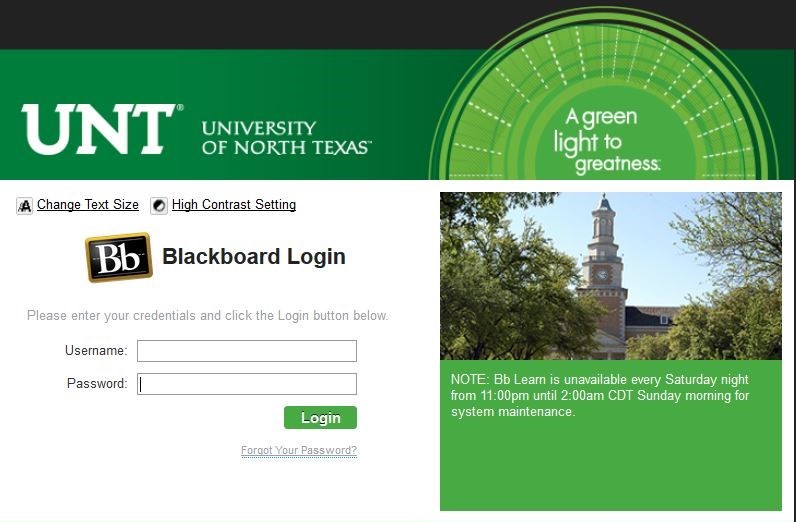 UNT®
UNIVERSITY
OF NORTH TEXAS™
A green
light to
greatness.
Change Text Size
High Contrast Setting
Bb
Blackboard Login
Please enter your credentials and click the Login button below.
Username:
Password:
Login
Forgot Your Password?
NOTE: Bb Learn is unavailable every Saturday night
from 11:00pm until 2:00am CDT Sunday morning for
system maintenance.